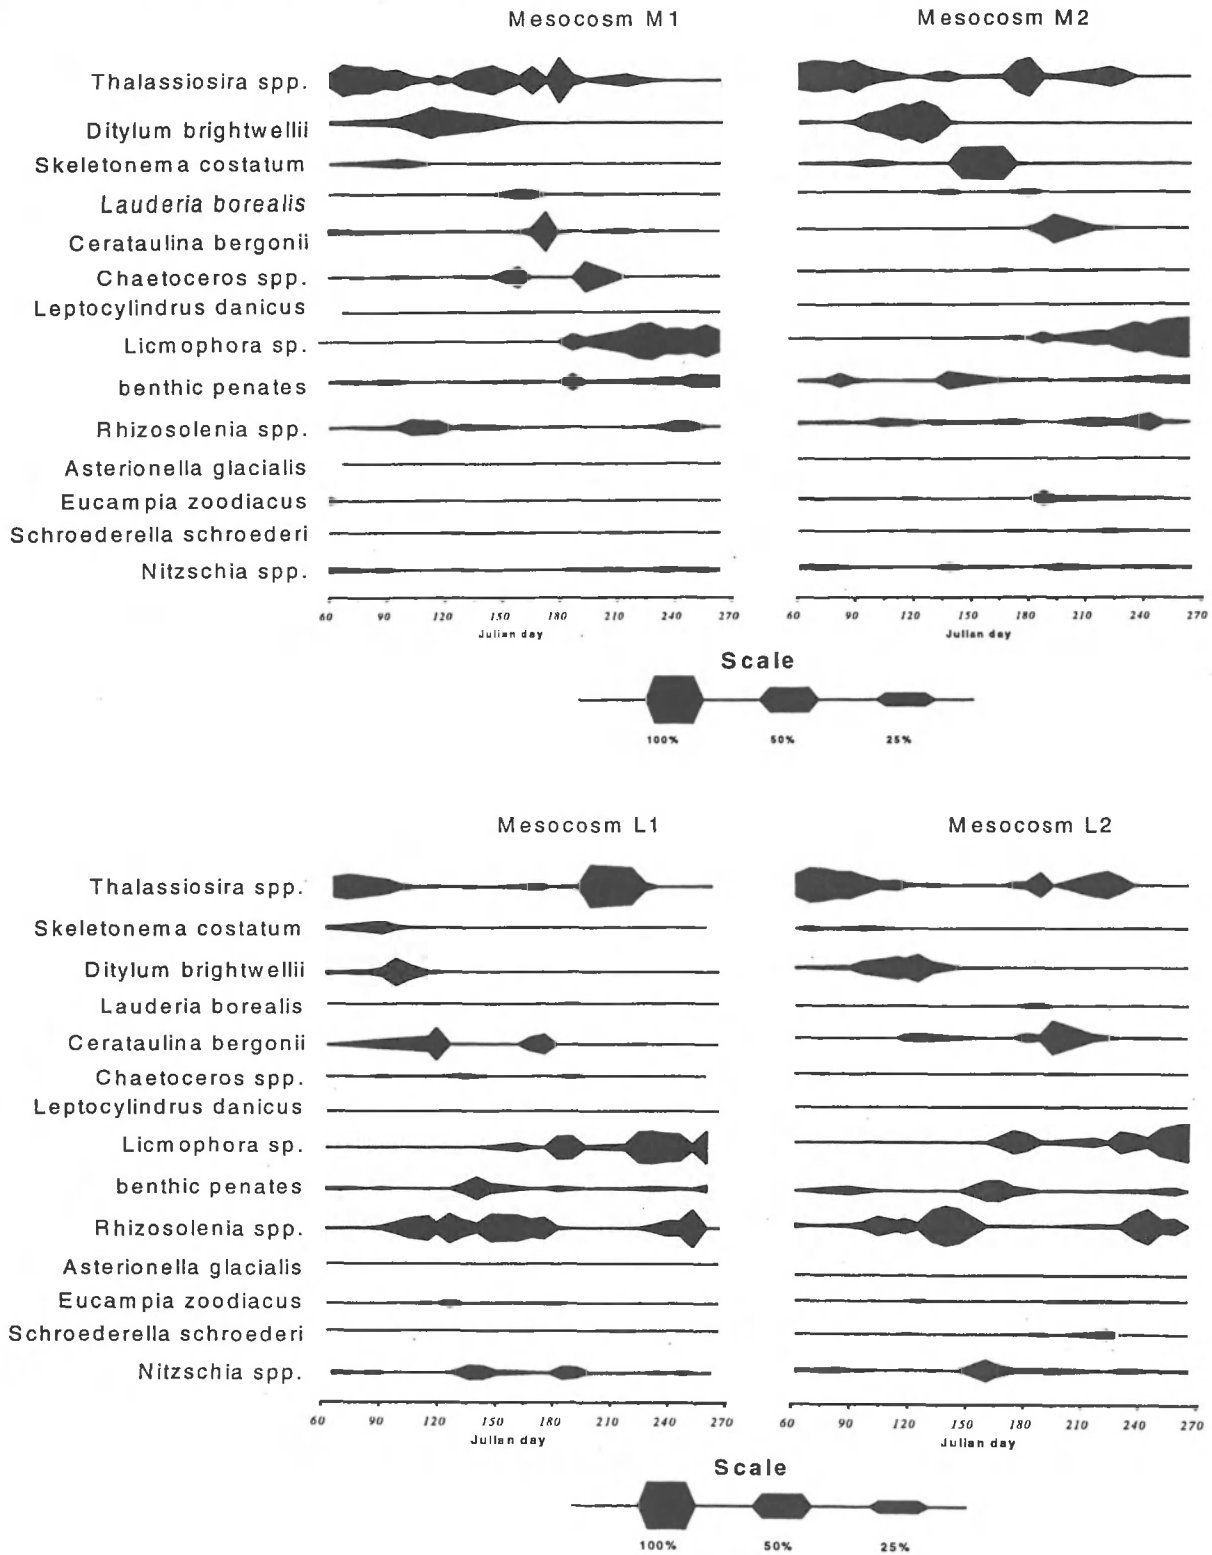 Mesocosm M1 Mesocosm M2
Thalassiosira spp.
Ditylum brightwellii
Skeletonema costatum
Lauderia borealis
Cerataulina bergonii
Chaetoceros spp.
Leptocylindrus danicus
Licmophora sp.
benthic penates
Rhizosolenia spp.
Asterionella glacialis
Eucampia zoodiacus
Schroederella schroederi
Nitzschia spp.
60 90 120 150 180 210 240 270 60 90 120 150 180 210 240 270
Julian day Julian day
Scale
100% 50% 25%
Mesocosm L1 Mesocosm L2
Thalassiosira spp.
Skeletonema costatum
Ditylum brightwellii
Lauderia borealis
Cerataulina bergonii
Chaetoceros spp.
Leptocylindrus danicus
Licmophora sp.
benthic penates
Rhizosolenia spp.
Asterionella glacialis
Eucampia zoodiacus
Schroederella schroederi
Nitzschia spp.
60 90 120 150 180 210 240 270 60 90 120 150 180 210 240 270
Julian day Julian day
Scale
100% 50% 25%